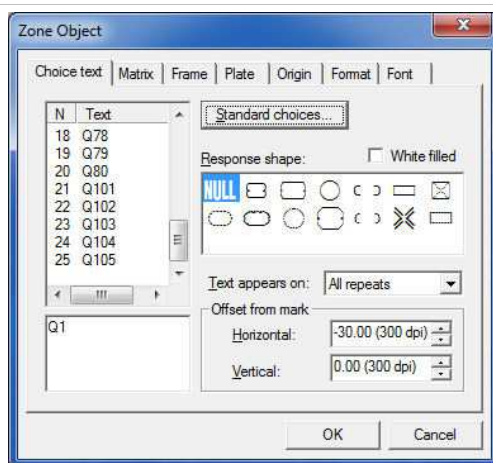 Zone Object
Choice text Matrix Frame Plate Origin Format Font
N Text
18 Q78
19 Q79
20 Q80
21 Q101
22 Q102
23 Q103
24 Q104
25 Q105
Q1
Standard choices...
Response shape: White filled
NULL
Text appears on: All repeats
Offset from mark
Horizontal: -30.00 (300 dpi)
Vertical: 0.00 (300 dpi)
OK Cancel